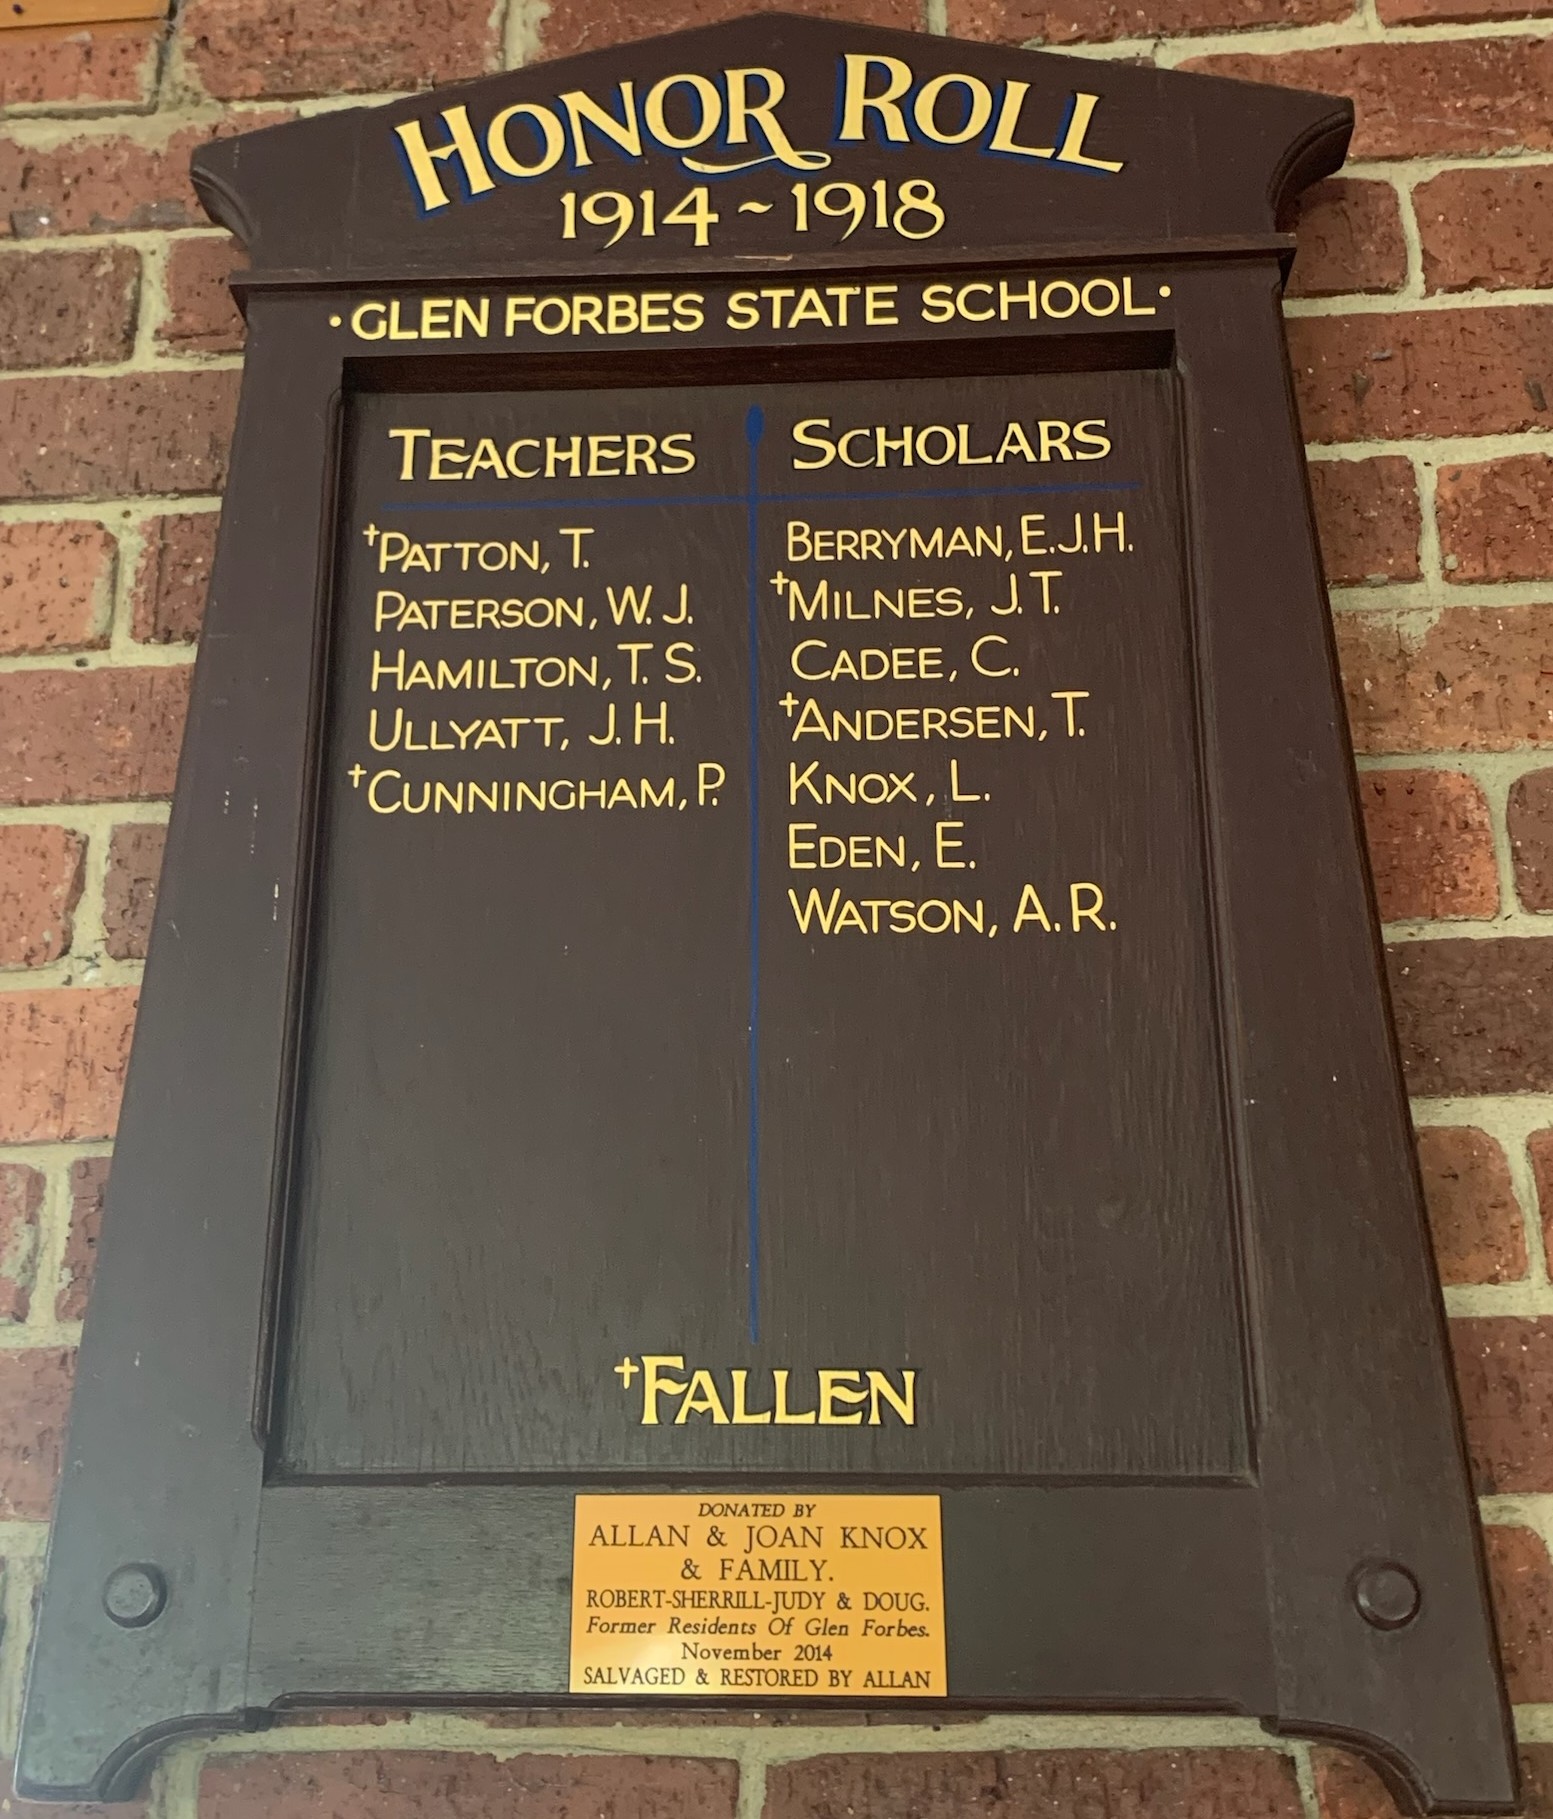 HONOR ROLL
1914~1918
·GLEN FORBES STATE SCHOOL·
TEACHERS
†PATTON, T.
PATERSON, W. J.
HAMILTON, T. S.
ULLYATT, J. H.
†CUNNINGHAM, P.
SCHOLARS
BERRYMAN, E.J.H.
†MILNES, J.T.
CADEE, C.
†ANDERSEN, T.
KNOX, L.
EDEN, E.
WATSON, A.R.
†FALLEN
DONATED BY
ALLAN & JOAN KNOX
& FAMILY.
ROBERT-SHERRILL-JUDY & DOUG.
Former Residents Of Glen Forbes.
November 2014
SALVAGED & RESTORED BY ALLAN